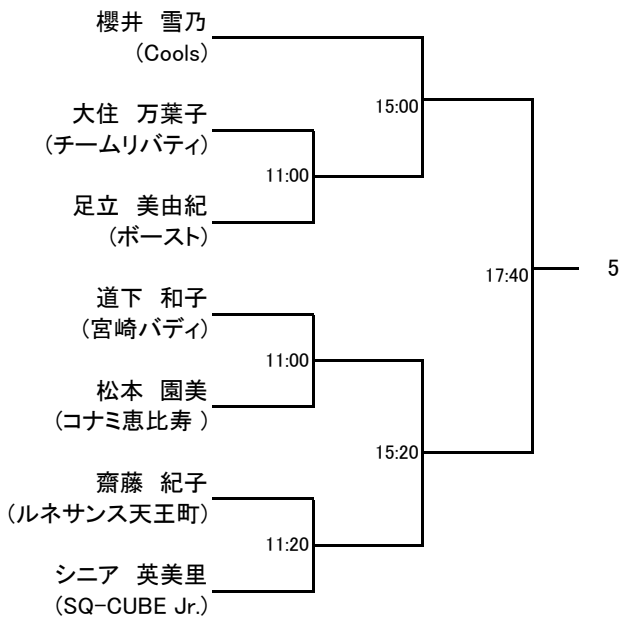 櫻井　雪乃
(Cools)
15:00
大住　万葉子
(チームリバティ)
11:00
足立　美由紀
(ボースト)
17:40
5
道下　和子
(宮崎バディ)
11:00
松本　園美
(コナミ恵比寿 )
15:20
齋藤　紀子
(ルネサンス天王町)
11:20
シニア　英美里
(SQ-CUBE Jr.)